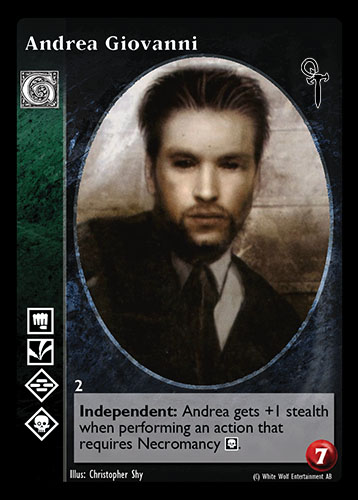 Andrea Giovanni
G
2
Independent: Andrea gets +1 stealth
when performing an action that
requires Necromancy .
7
Illus: Christopher Shy
(C) White Wolf Entertainment AB